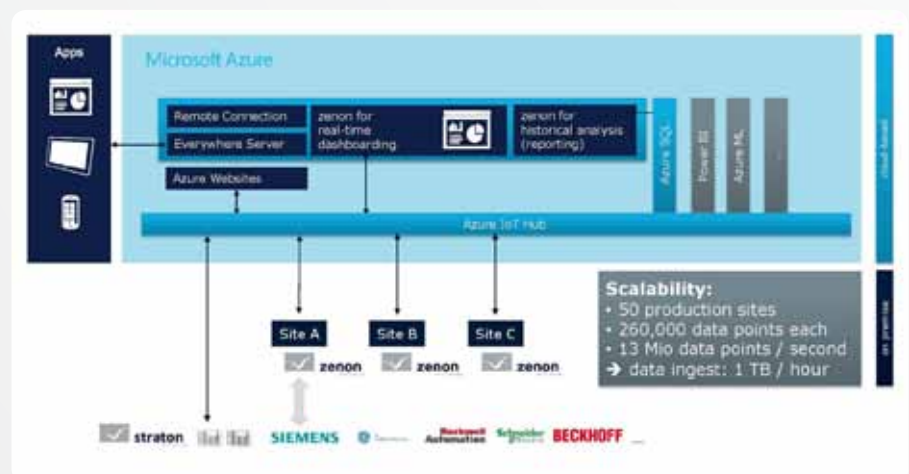 Apps
Microsoft Azure
Remote Connection
Everywhere Server
Azure Websites
zenon for
real-time
dashboarding
zenon for
historical analysis
(reporting)
Azure SQL
Power BI
Azure ML
...
cloud based
Azure IoT Hub
Scalability:
• 50 production sites
• 260,000 data points each
• 13 Mio data points / second
→ data ingest: 1 TB / hour
on premise
Site A
Site B
Site C
zenon
zenon
zenon
straton
SIEMENS
Rockwell
Automation
Schneider
BECKHOFF
...